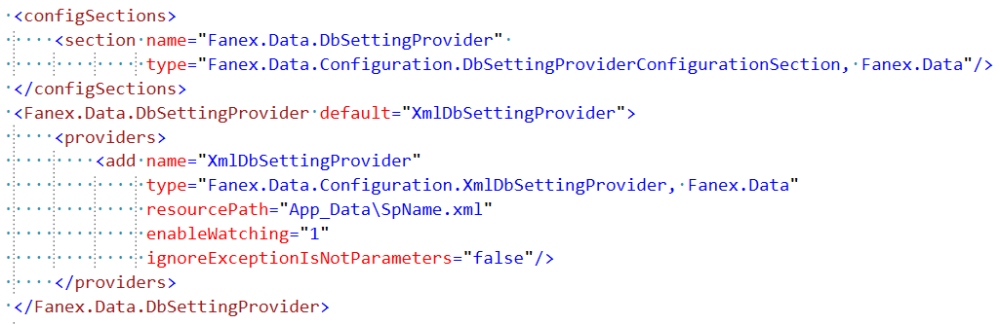 <configSections>
    <section name="Fanex.Data.DbSettingProvider"
             type="Fanex.Data.Configuration.DbSettingProviderConfigurationSection, Fanex.Data"/>
</configSections>
<Fanex.Data.DbSettingProvider default="XmlDbSettingProvider">
    <providers>
        <add name="XmlDbSettingProvider"
             type="Fanex.Data.Configuration.XmlDbSettingProvider, Fanex.Data"
             resourcePath="App_Data\SpName.xml"
             enableWatching="1"
             ignoreExceptionIsNotParameters="false"/>
    </providers>
</Fanex.Data.DbSettingProvider>